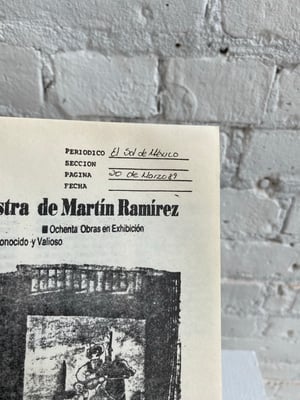 PERIODICO El Sol de México
SECCION
PAGINA 30 de Marzo 89
FECHA
stra de Martín Ramírez
■ Ochenta Obras en Exhibición
onocido y Valioso